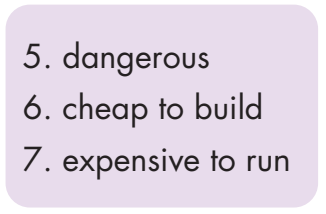 5. dangerous
6. cheap to build
7. expensive to run